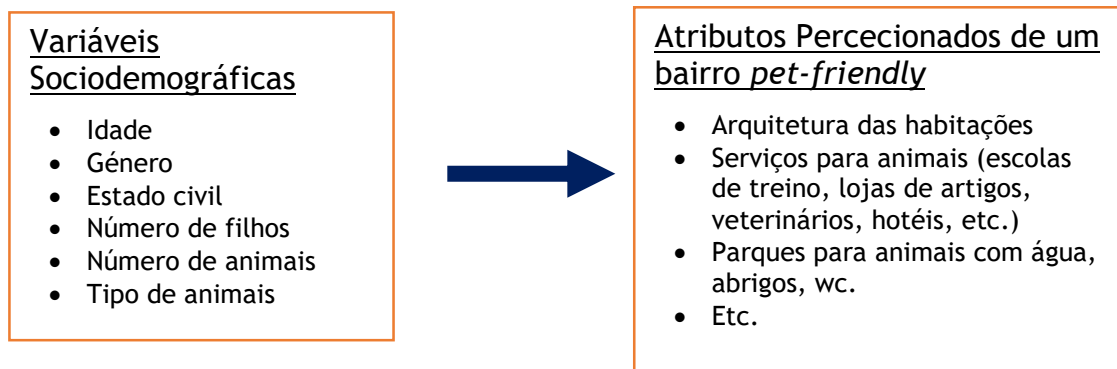 Variáveis
Sociodemográficas
• Idade
• Género
• Estado civil
• Número de filhos
• Número de animais
• Tipo de animais
Atributos Percecionados de um
bairro pet-friendly
• Arquitetura das habitações
• Serviços para animais (escolas
de treino, lojas de artigos,
veterinários, hotéis, etc.)
• Parques para animais com água,
abrigos, wc.
• Etc.